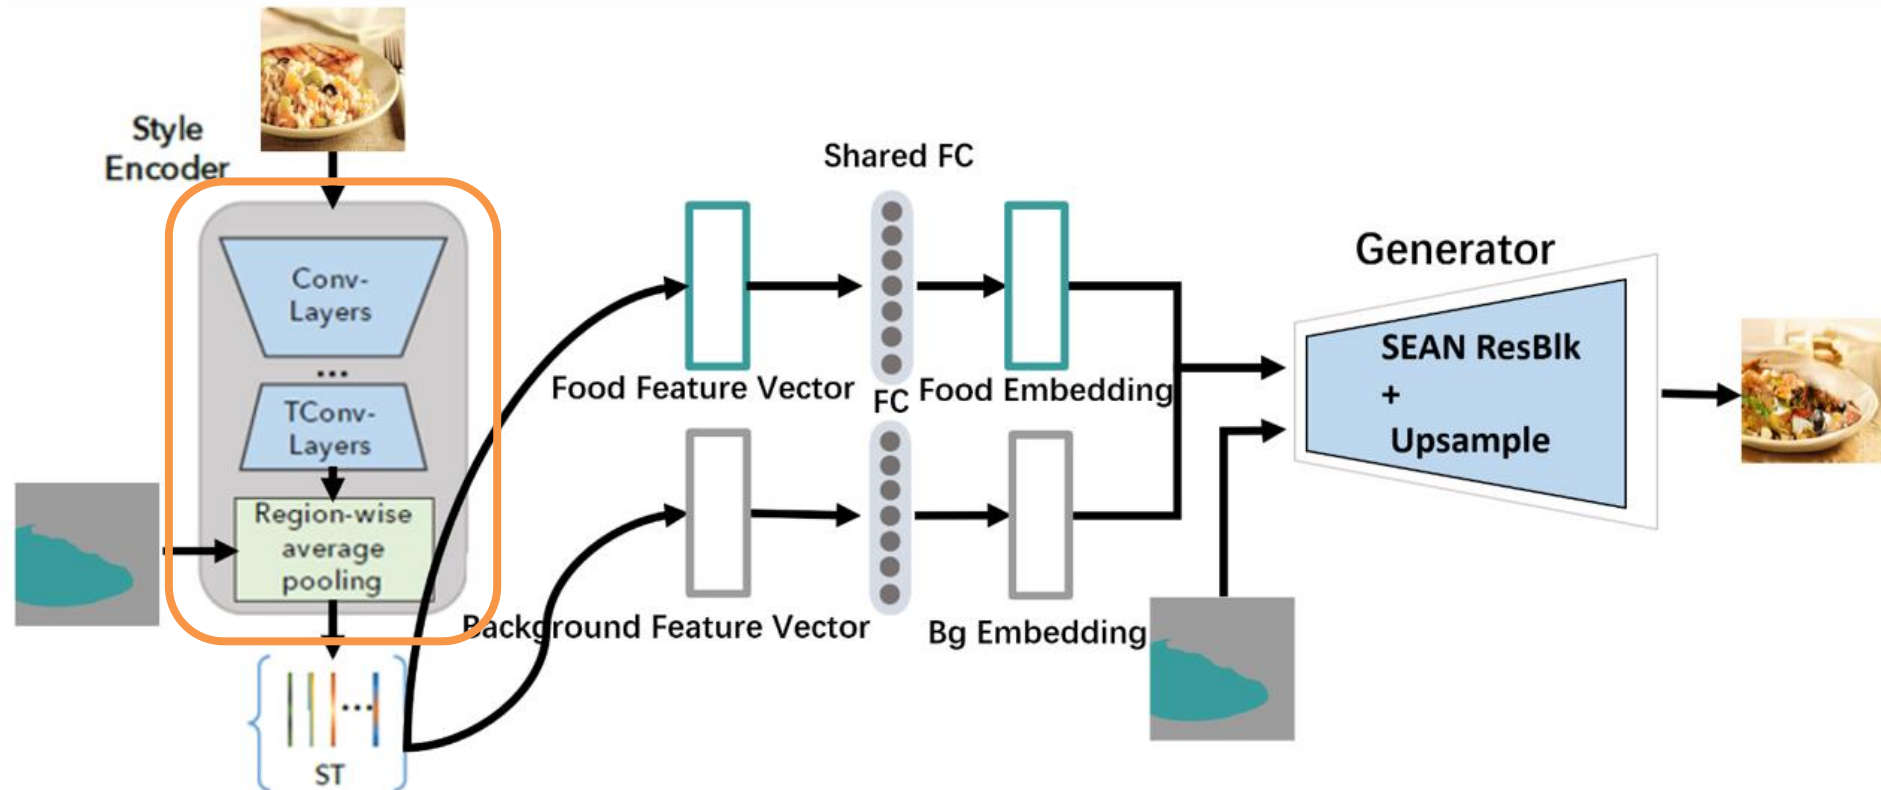 Style
Encoder
Conv-
Layers
...
TConv-
Layers
Region-wise
average
pooling
...
ST
Shared FC
Food Feature Vector
FC
Food Embedding
Background Feature Vector
Bg Embedding
Generator
SEAN ResBlk
+
Upsample